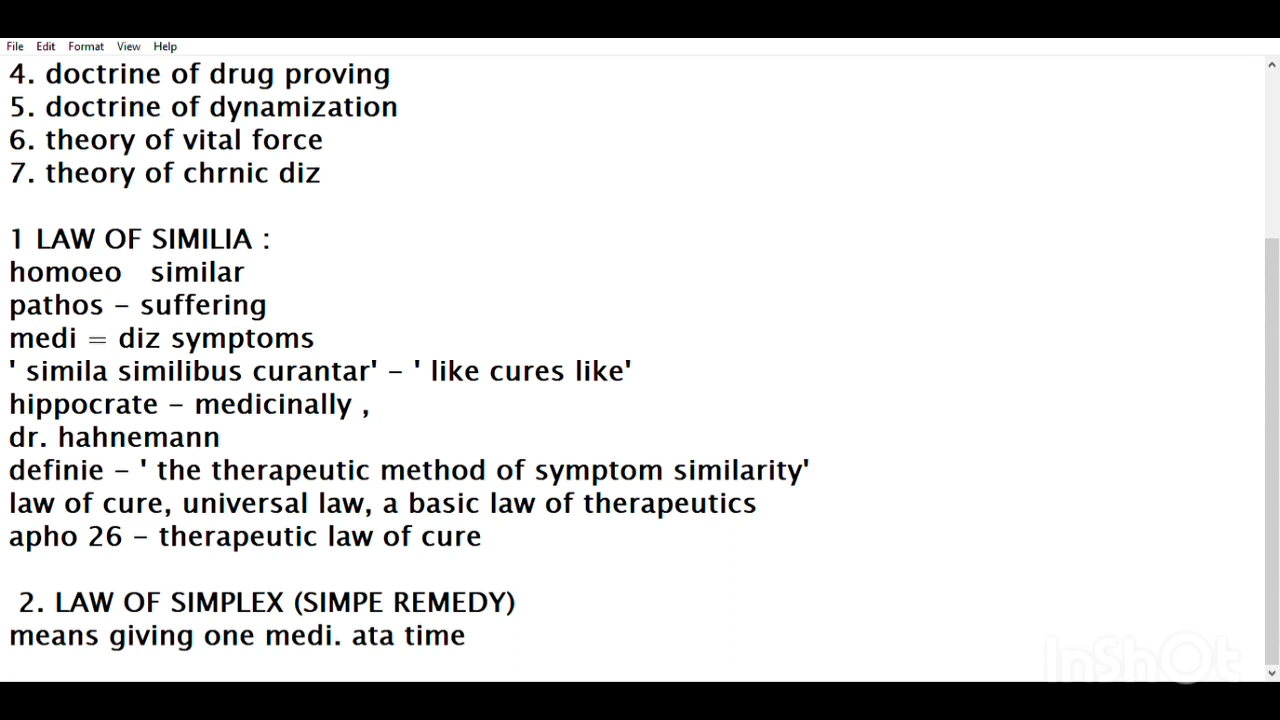 File Edit Format View Help
4. doctrine of drug proving
5. doctrine of dynamization
6. theory of vital force
7. theory of chrnic diz
1 LAW OF SIMILIA :
homoeo similar
pathos - suffering
medi = diz symptoms
' simila similibus curantar' - ' like cures like'
hippocrate - medicinally ,
dr. hahnemann
definie - ' the therapeutic method of symptom similarity'
law of cure, universal law, a basic law of therapeutics
apho 26 - therapeutic law of cure
2. LAW OF SIMPLEX (SIMPE REMEDY)
means giving one medi. ata time
InShOt